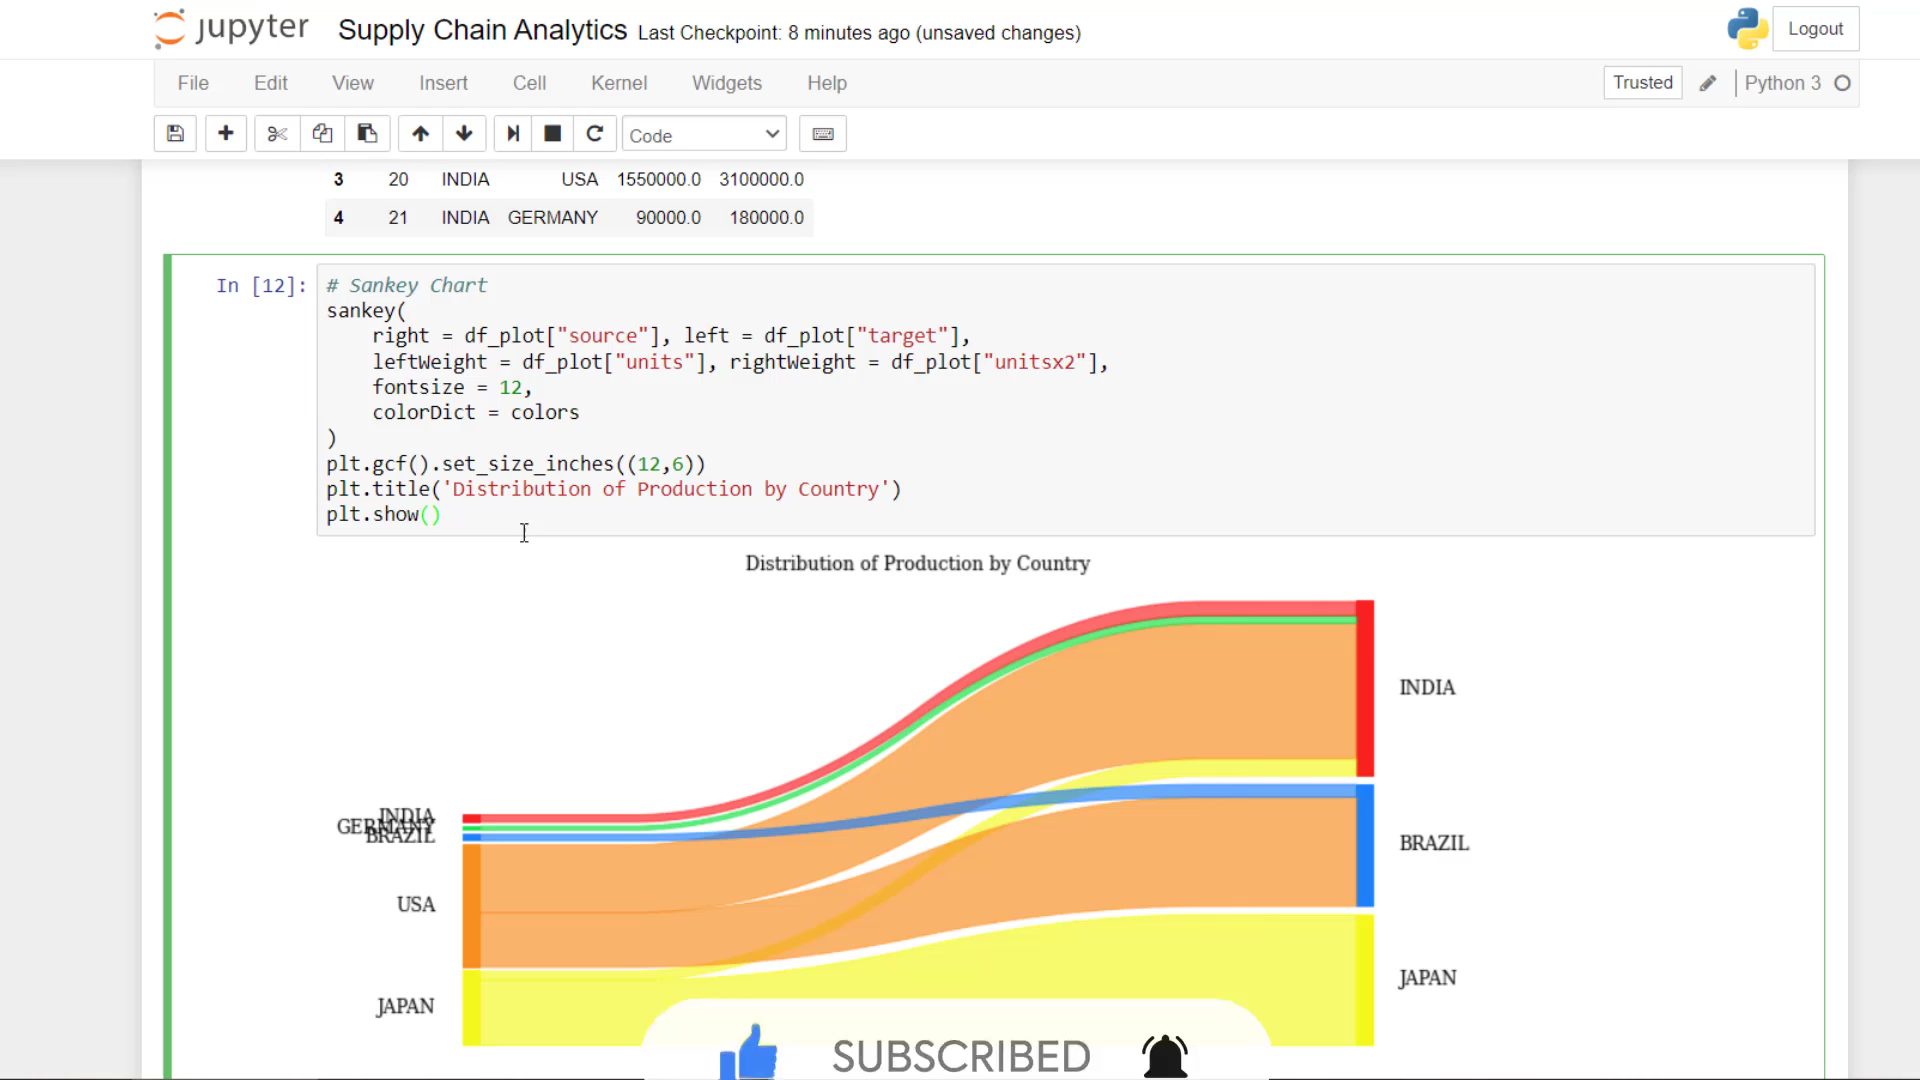 jupyter Supply Chain Analytics Last Checkpoint: 8 minutes ago (unsaved changes) Logout
File Edit View Insert Cell Kernel Widgets Help Trusted Python 3
Code
3 20 INDIA USA 1550000.0 3100000.0
4 21 INDIA GERMANY 90000.0 180000.0
In [12]: # Sankey Chart
sankey(
    right = df_plot["source"], left = df_plot["target"],
    leftWeight = df_plot["units"], rightWeight = df_plot["unitsx2"],
    fontsize = 12,
    colorDict = colors
)
plt.gcf().set_size_inches((12,6))
plt.title('Distribution of Production by Country')
plt.show()
Distribution of Production by Country
INDIA
INDIA
GERMANY
BRAZIL
BRAZIL
USA
JAPAN
JAPAN
SUBSCRIBED